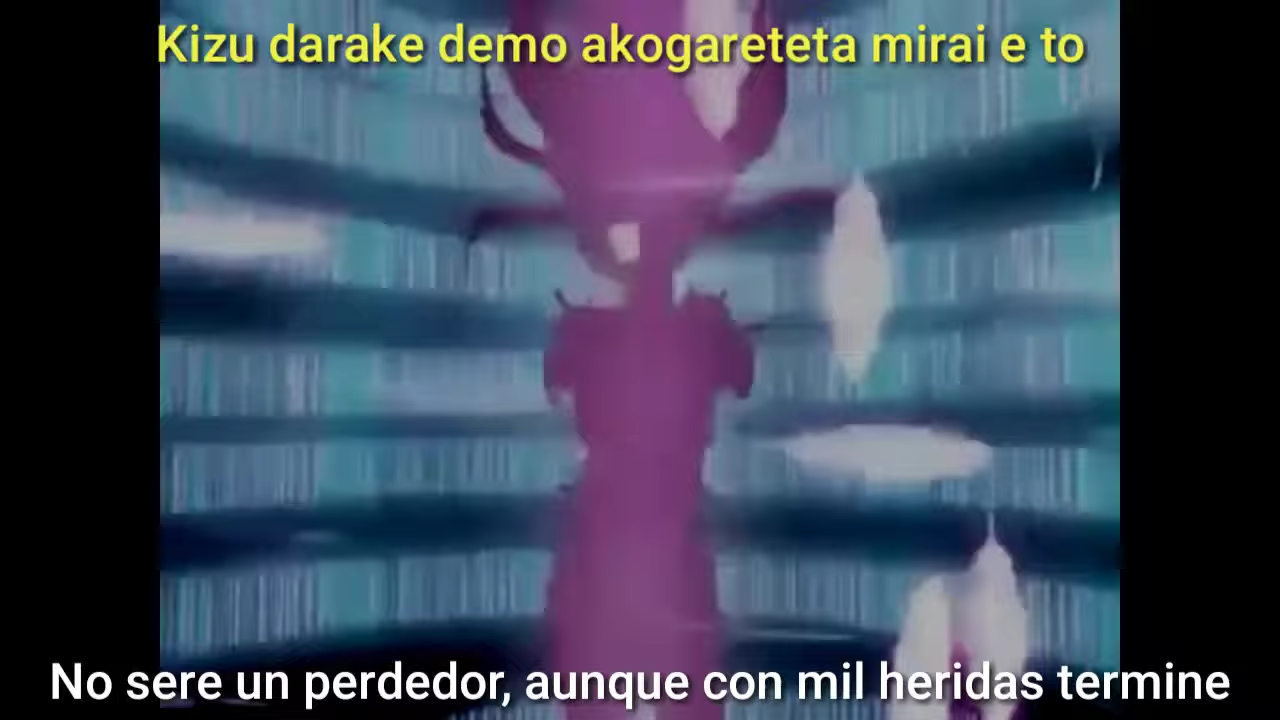 Kizu darake demo akogareteta mirai e to
No sere un perdedor, aunque con mil heridas termine